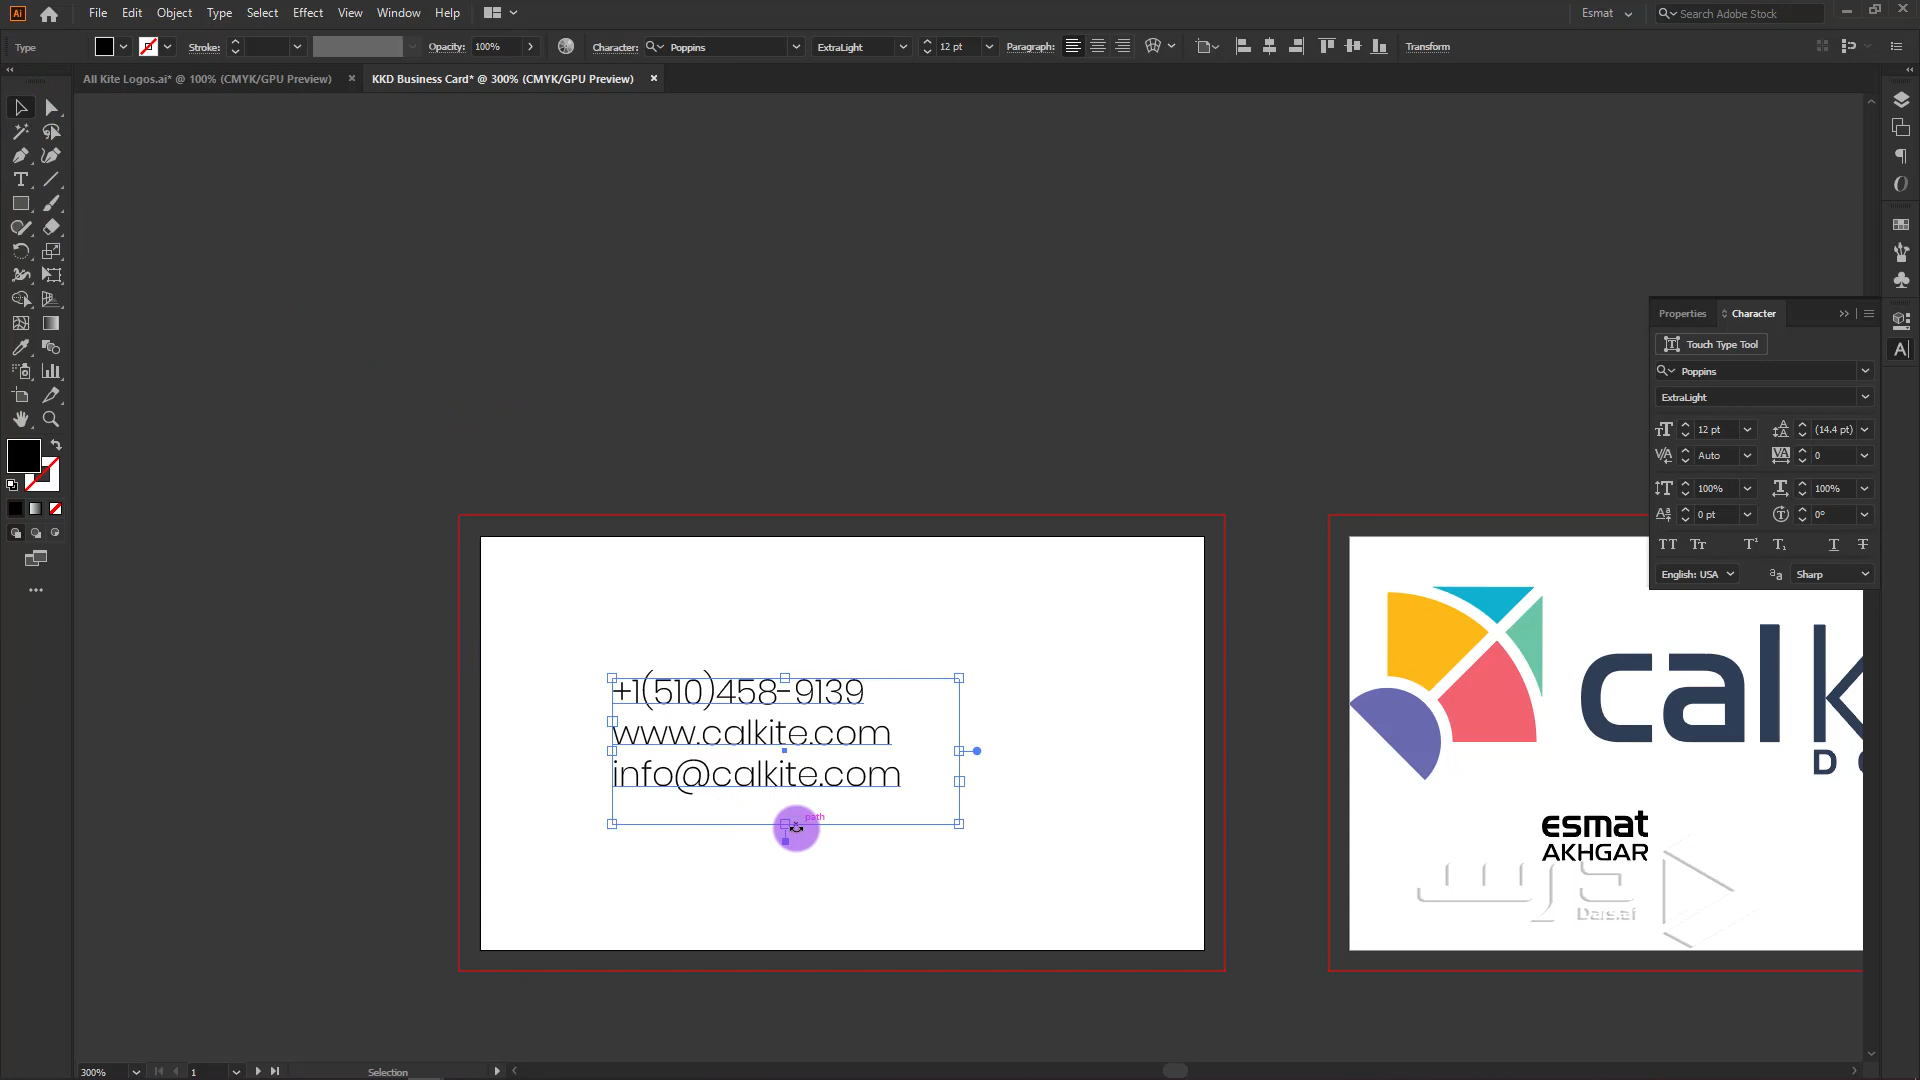 Ai
File Edit Object Type Select Effect View Window Help
Esmat
Search Adobe Stock
Type
Stroke:
Opacity: 100%
Character: Poppins
ExtraLight
12 pt
Paragraph:
Transform
All Kite Logos.ai* @ 100% (CMYK/GPU Preview)
KKD Business Card* @ 300% (CMYK/GPU Preview)
Properties
Character
Touch Type Tool
Poppins
ExtraLight
12 pt
(14.4 pt)
Auto
0
100%
100%
0 pt
0°
English: USA
Sharp
+1(510)458-9139
www.calkite.com
info@calkite.com
path
cal
esmat
AKHGAR
درس
Dars.ai
300%
1
Selection